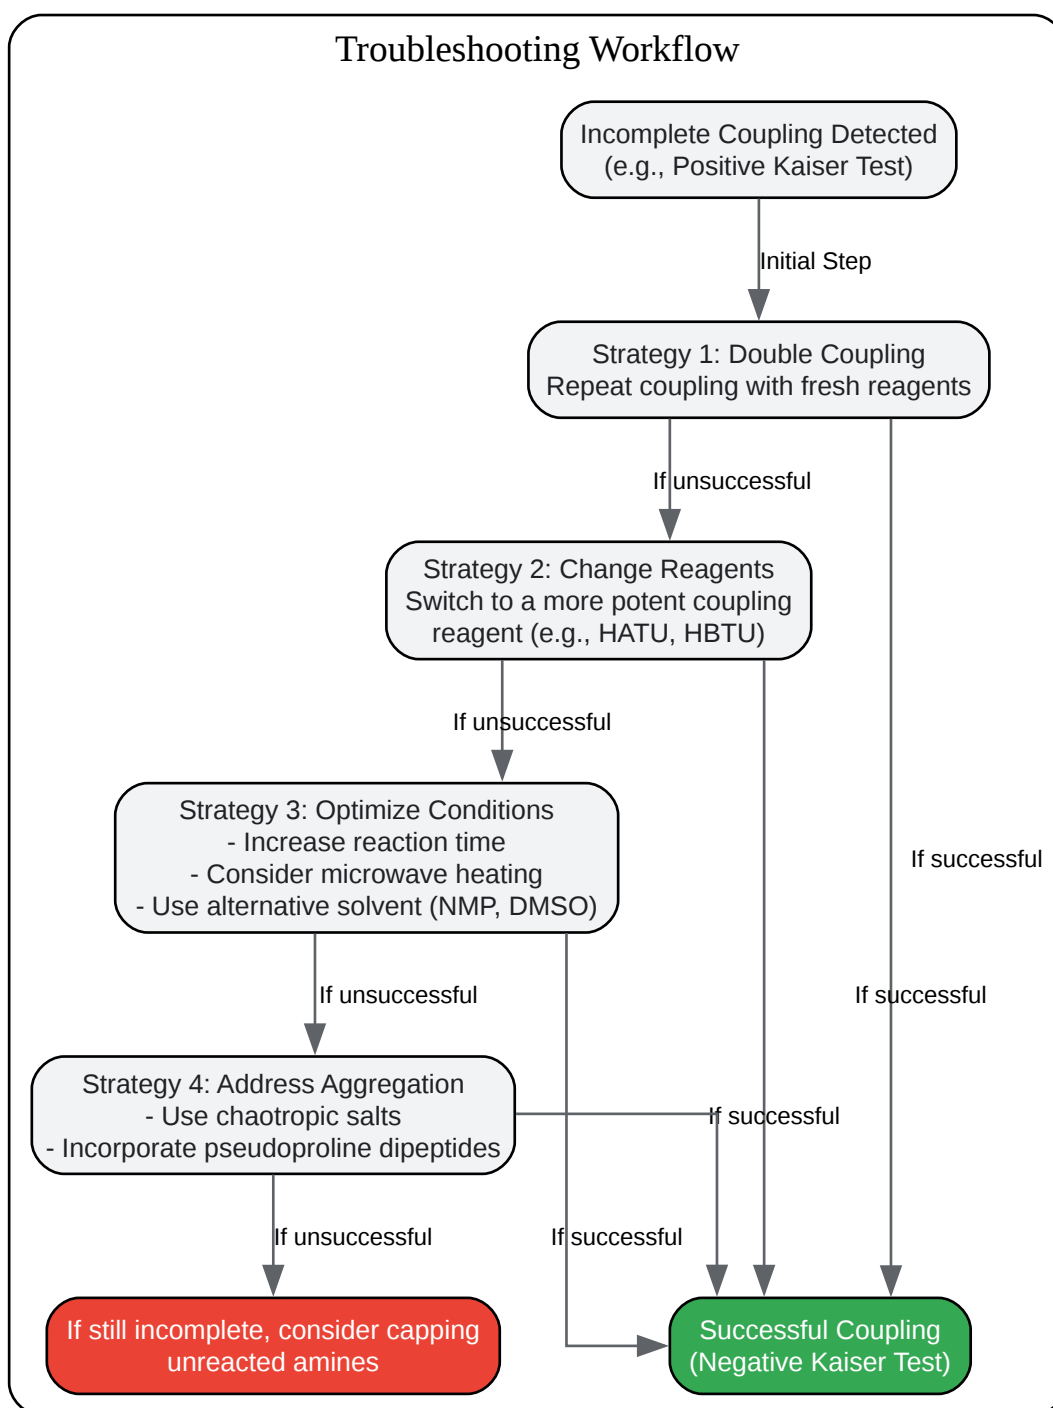 Troubleshooting Workflow
Incomplete Coupling Detected
(e.g., Positive Kaiser Test)
Initial Step
Strategy 1: Double Coupling
Repeat coupling with fresh reagents
If unsuccessful
Strategy 2: Change Reagents
Switch to a more potent coupling
reagent (e.g., HATU, HBTU)
If unsuccessful
Strategy 3: Optimize Conditions
- Increase reaction time
- Consider microwave heating
- Use alternative solvent (NMP, DMSO)
If successful
If unsuccessful
If successful
Strategy 4: Address Aggregation
- Use chaotropic salts
- Incorporate pseudoproline dipeptides
If successful
If unsuccessful
If successful
If still incomplete, consider capping
unreacted amines
Successful Coupling
(Negative Kaiser Test)